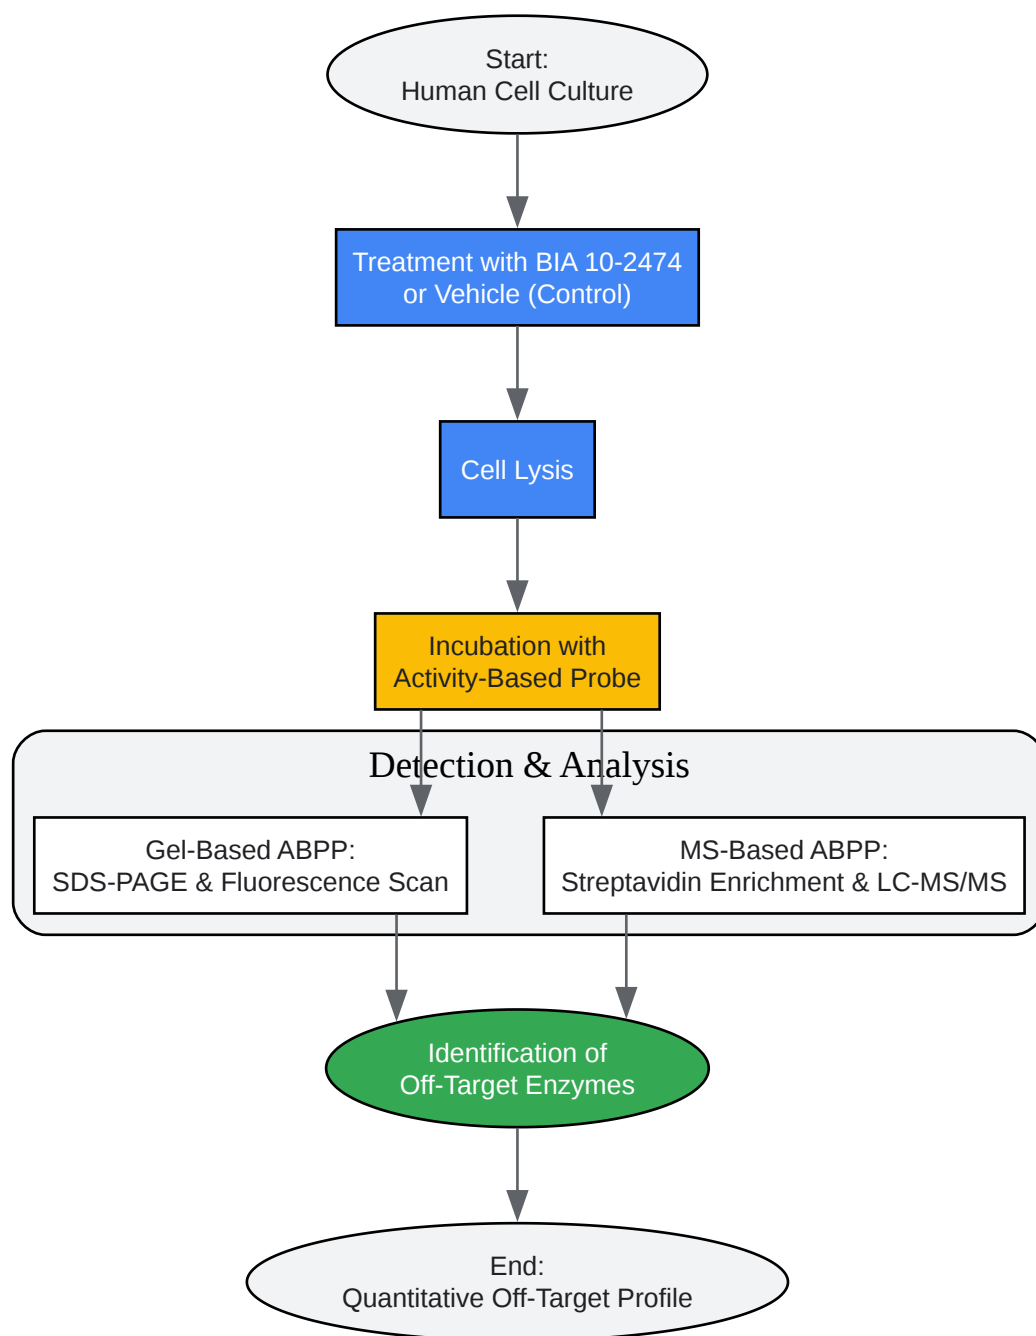 Start:
Human Cell Culture
Treatment with BIA 10-2474
or Vehicle (Control)
Cell Lysis
Incubation with
Activity-Based Probe
Detection & Analysis
Gel-Based ABPP:
SDS-PAGE & Fluorescence Scan
MS-Based ABPP:
Streptavidin Enrichment & LC-MS/MS
Identification of
Off-Target Enzymes
End:
Quantitative Off-Target Profile